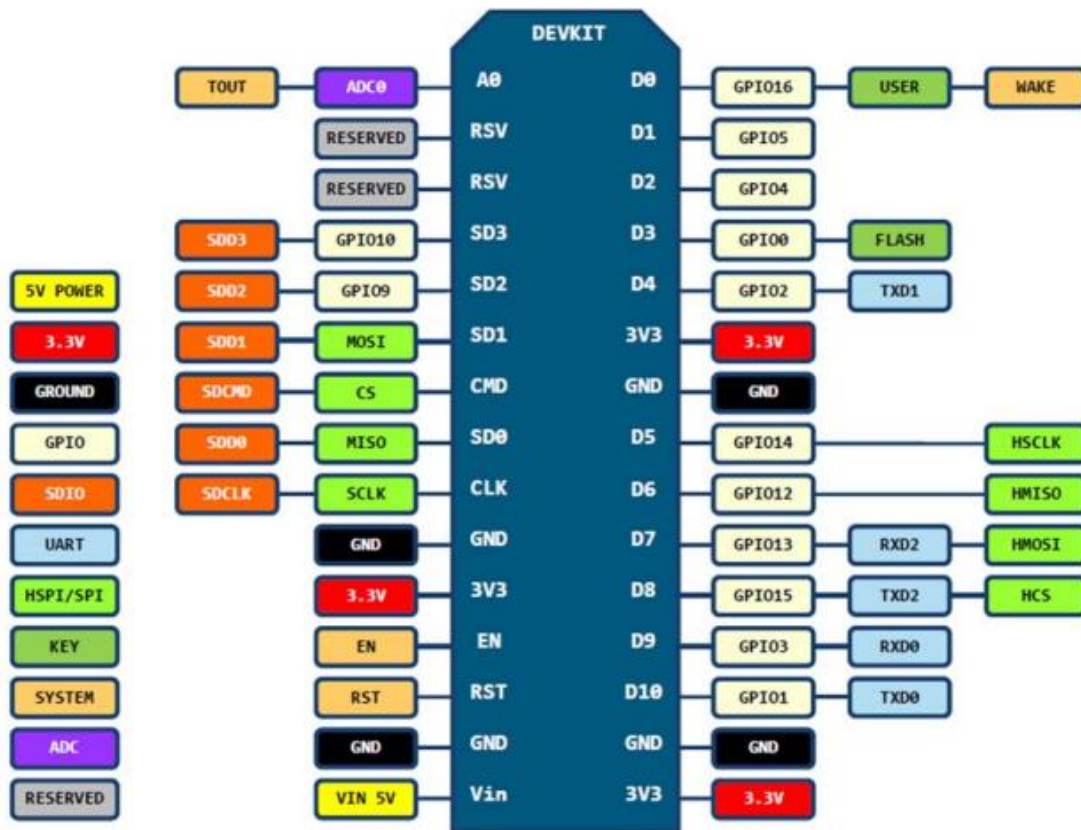 DEVKIT
TOUT ADC0 A0 D0 GPIO16 USER WAKE
RESERVED RSV D1 GPIO5
RESERVED RSV D2 GPIO4
SDD3 GPIO10 SD3 D3 GPIO0 FLASH
5V POWER SDD2 GPIO9 SD2 D4 GPIO2 TXD1
3.3V SDD1 MOSI SD1 3V3 3.3V
GROUND SDCMD CS CMD GND GND
GPIO SDD0 MISO SD0 D5 GPIO14 HSCLK
SDIO SDCLK SCLK CLK D6 GPIO12 HMISO
UART GND GND D7 GPIO13 RXD2 HMOSI
HSPI/SPI 3.3V 3V3 D8 GPIO15 TXD2 HCS
KEY EN EN D9 GPIO3 RXD0
SYSTEM RST RST D10 GPIO1 TXD0
ADC GND GND GND GND
RESERVED VIN 5V Vin 3V3 3.3V